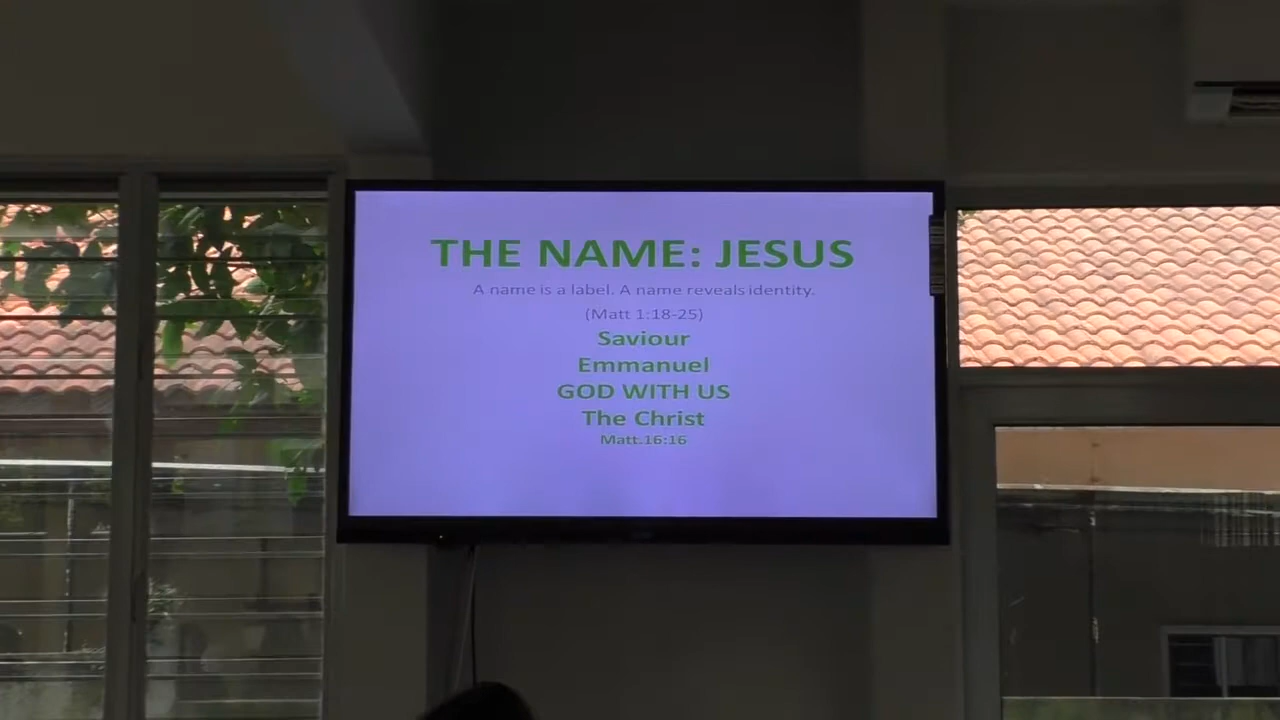 THE NAME: JESUS
A name is a label. A name reveals identity.
(Matt 1:18-25)
Saviour
Emmanuel
GOD WITH US
The Christ
Matt.16:16